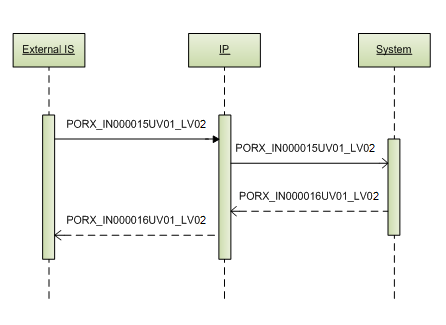 External IS
IP
System
PORX_IN000015UV01_LV02
PORX_IN000015UV01_LV02
PORX_IN000016UV01_LV02
PORX_IN000016UV01_LV02